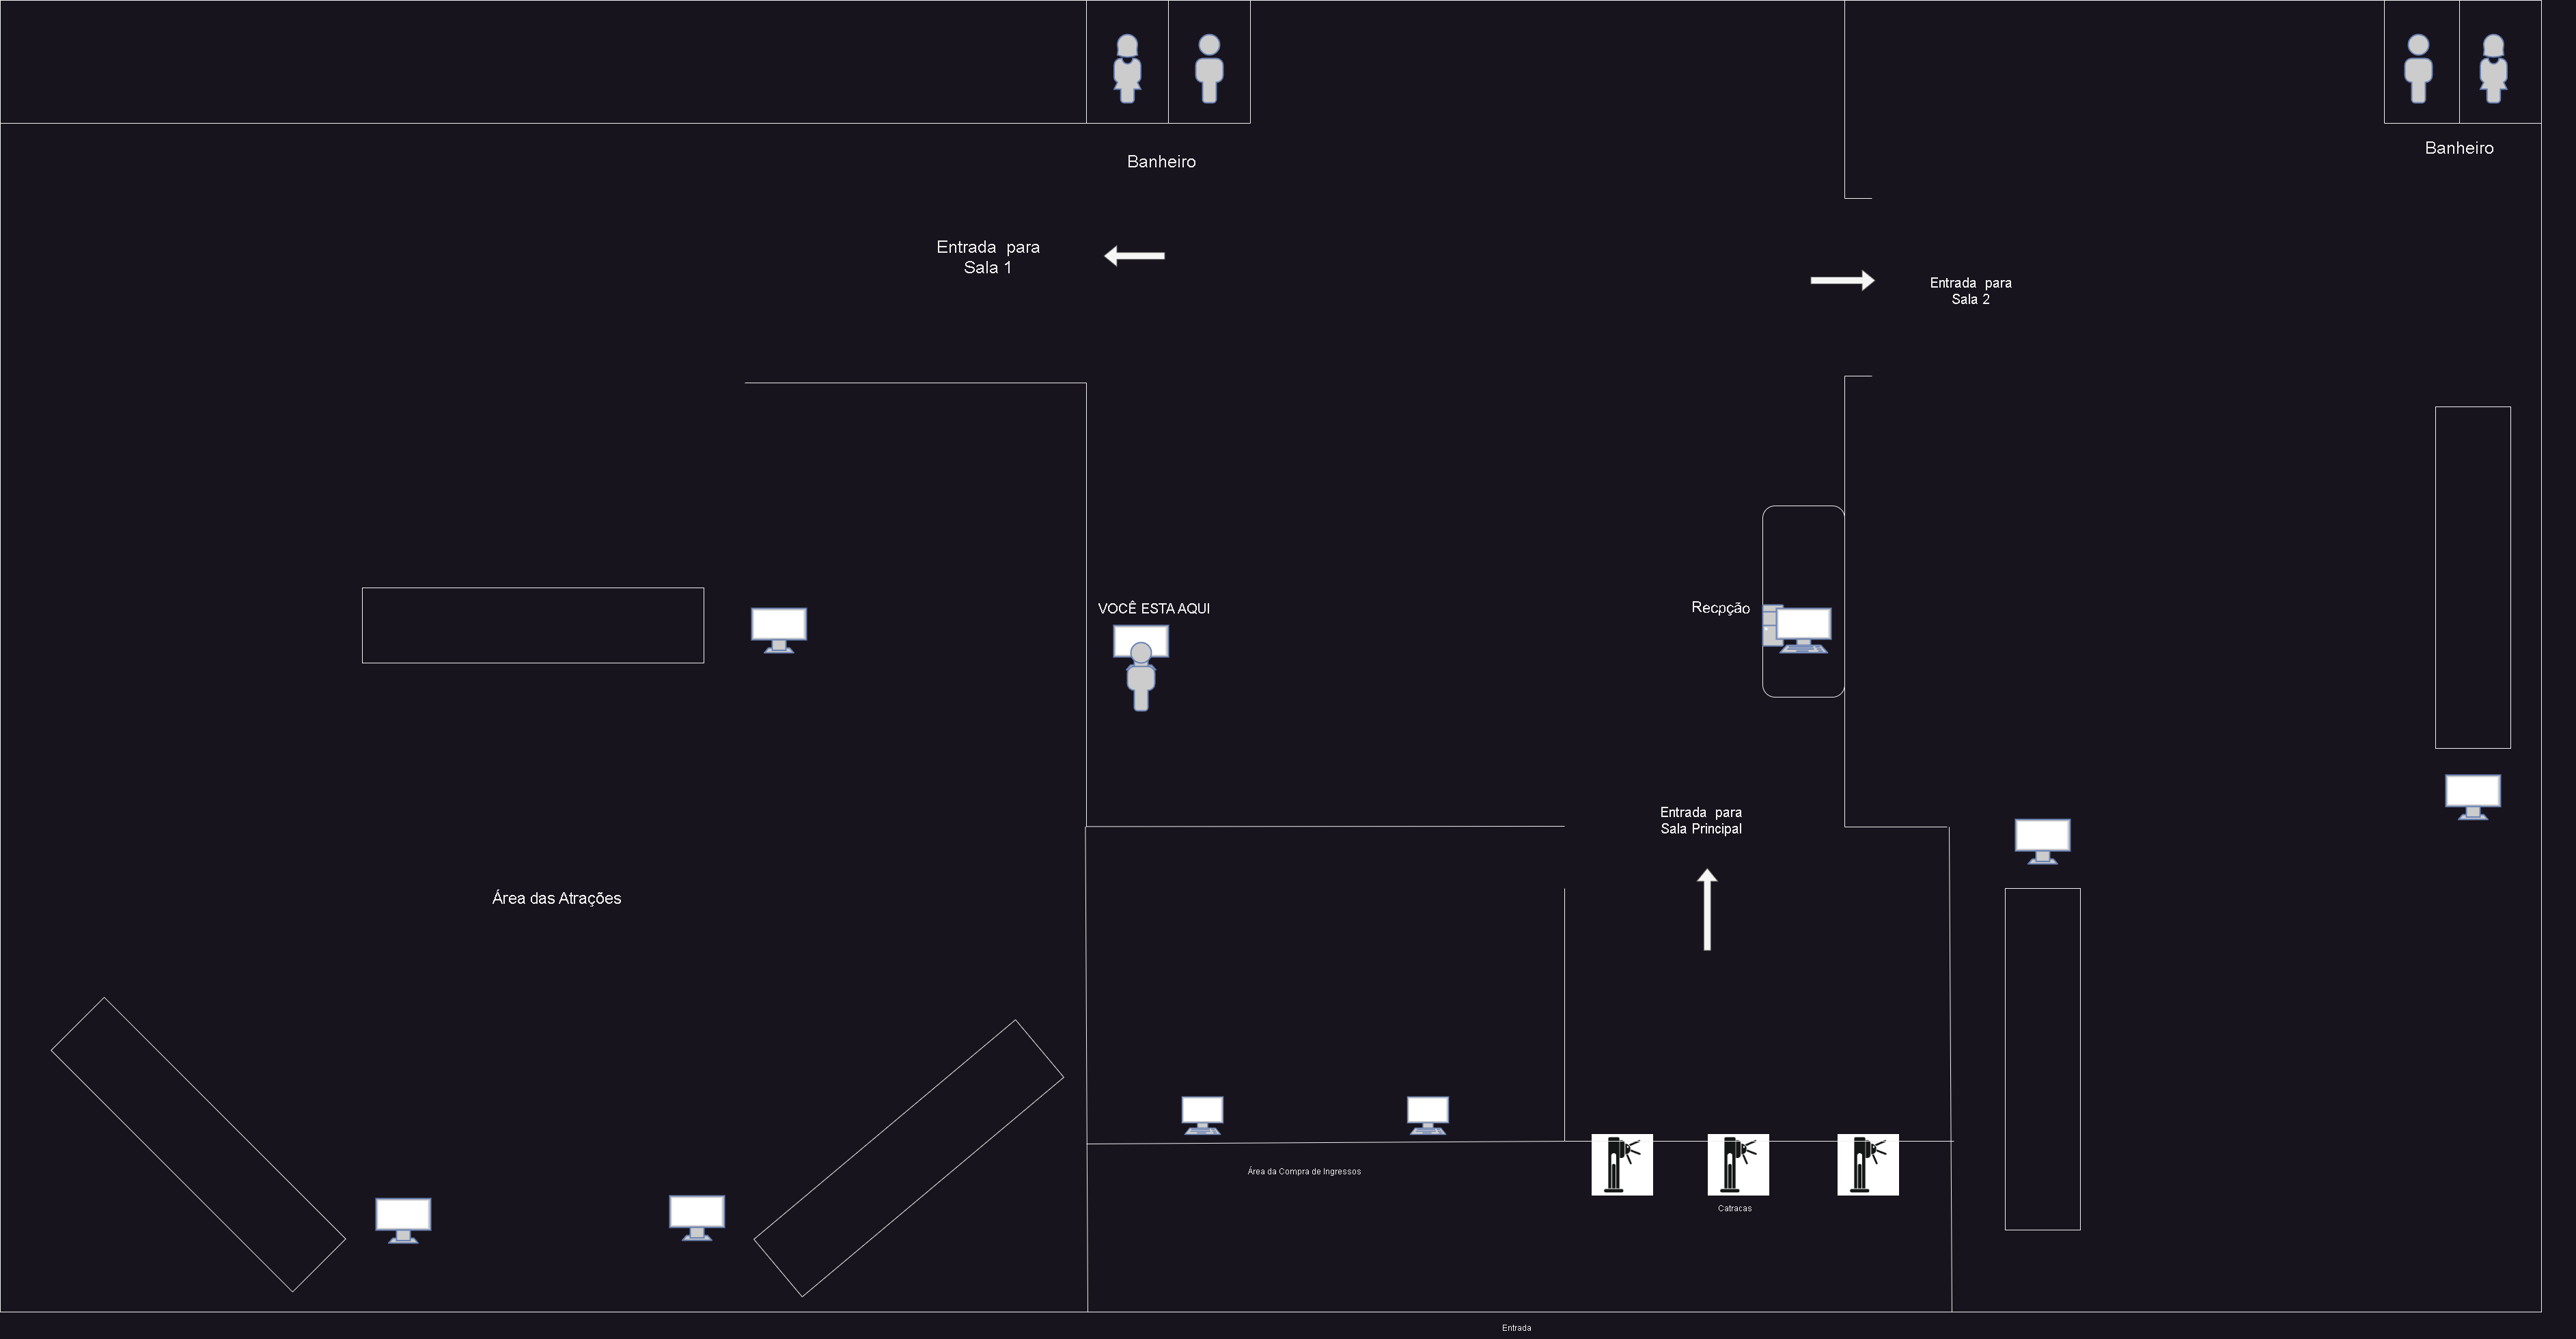 Banheiro
Banheiro
Entrada para
Sala 1
Entrada para
Sala 2
VOCÊ ESTA AQUI
Recpção
Entrada para
Sala Principal
Área das Atrações
Área da Compra de Ingressos
Catracas
Entrada